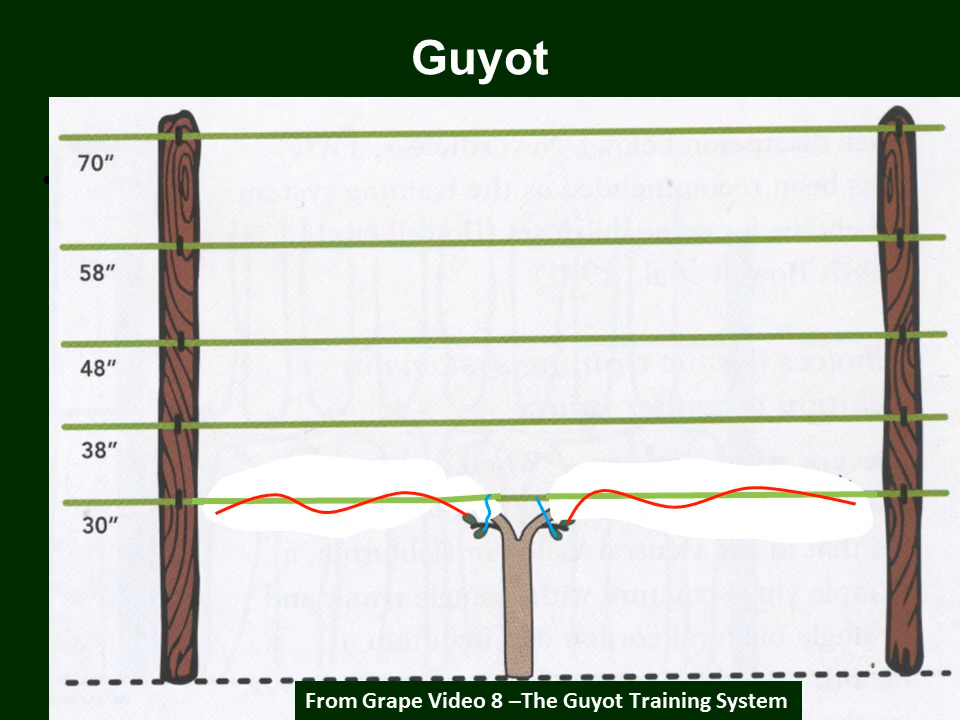 Guyot
70″
58″
48″
38″
30″
From Grape Video 8 –The Guyot Training System